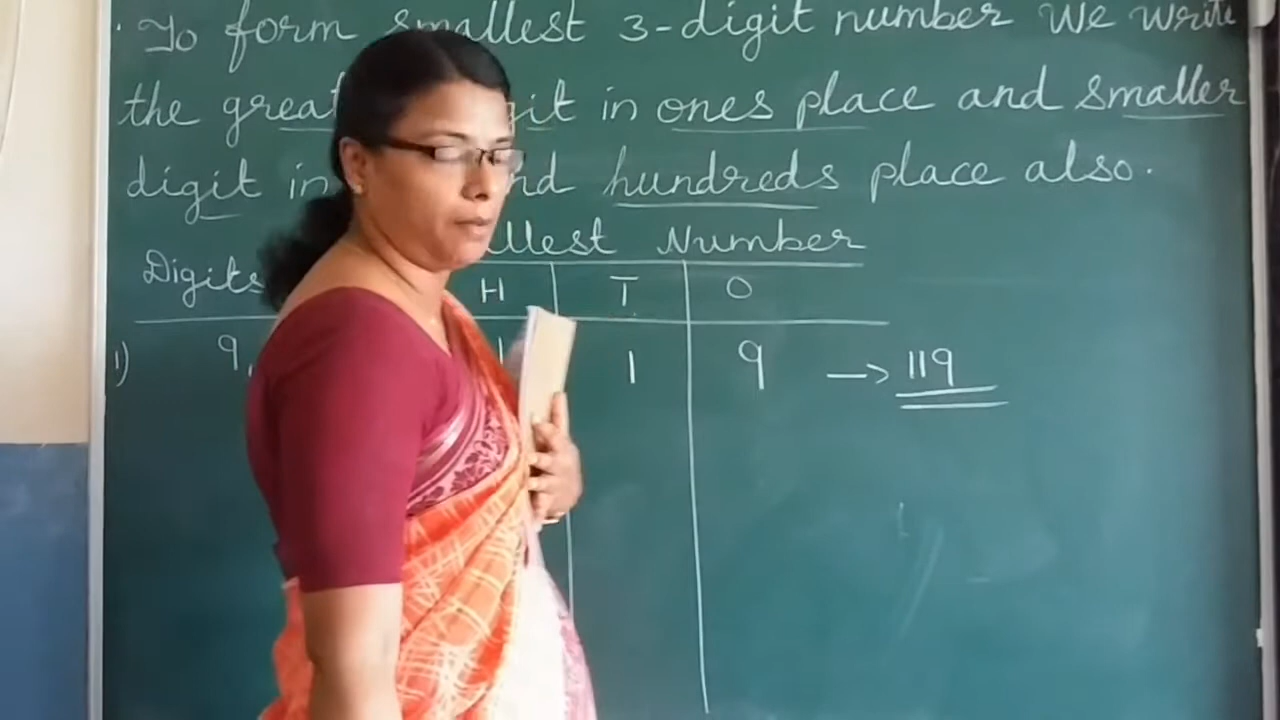 To form smallest 3-digit number we write
the in ones place and smaller
digit in hundreds place also.
Number
Digits H T O
1) 9, 1 9 → 119